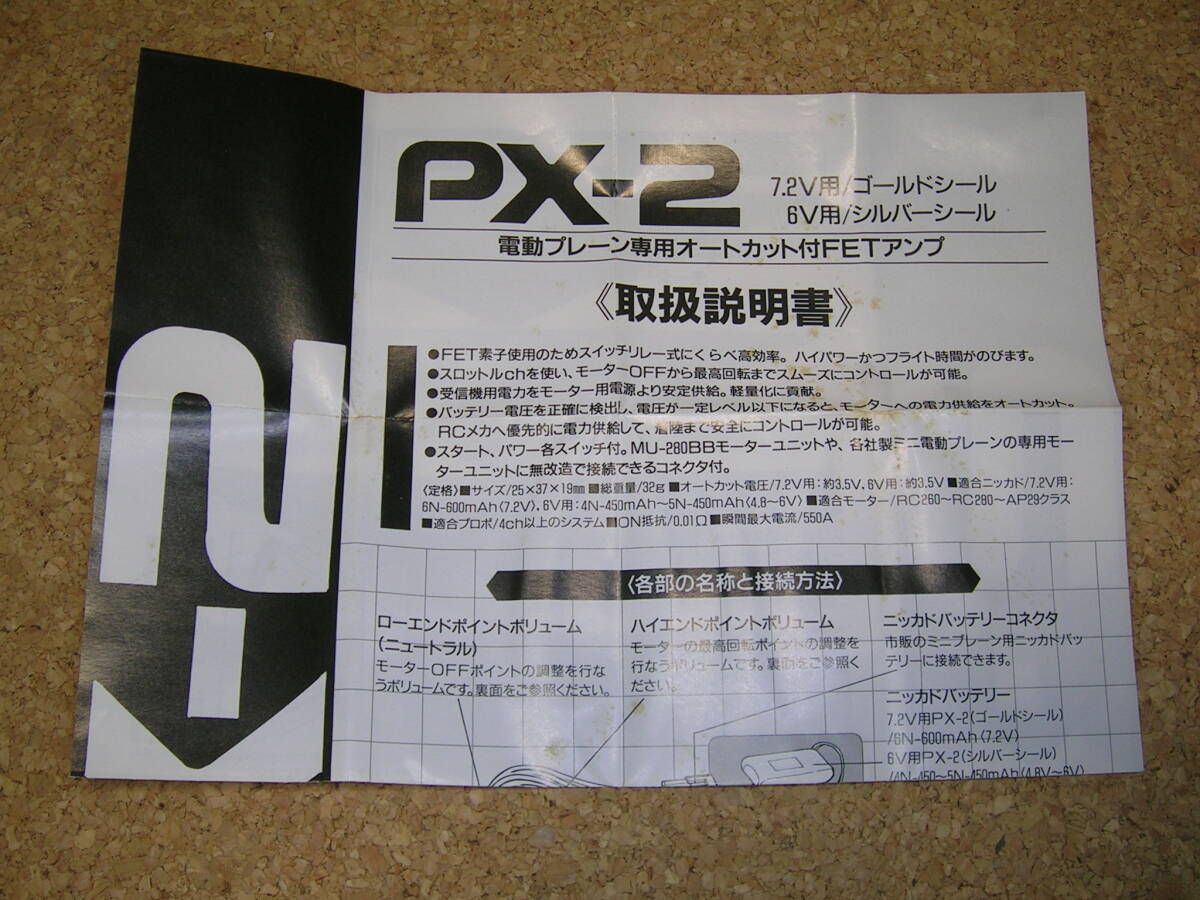 PX-2
7.2V用/ゴールドシール
6V用/シルバーシール
電動プレーン専用オートカット付FETアンプ
《取扱説明書》
●FET素子使用のためスイッチリレー式にくらべ高効率。ハイパワーかつフライト時間がのびます。
●スロットルchを使い、モーターOFFから最高回転までスムーズにコントロールが可能。
●受信機用電力をモーター用電源より安定供給。軽量化に貢献。
●バッテリー電圧を正確に検出し、電圧が一定レベル以下になると、モーターへの電力供給をオートカット。
RCメカへ優先的に電力供給して、着陸まで安全にコントロールが可能。
●スタート、パワー各スイッチ付。MU-280BBモーターユニットや、各社製ミニ電動プレーンの専用モー
ターユニットに無改造で接続できるコネクタ付。
〈定格〉■サイズ/25×37×19㎜ ■総重量/32g ■オートカット電圧/7.2V用:約3.5V、6V用:約3.5V ■適合ニッカド/7.2V用:
6N-600mAh〈7.2V〉、6V用:4N-450mAh〜5N-450mAh〈4.8〜6V〉 ■適合モーター/RC260〜RC280〜AP29クラス
■適合プロポ/4ch以上のシステム ■ON抵抗/0.01Ω ■瞬間最大電流/550A
〈各部の名称と接続方法〉
ローエンドポイントボリューム
(ニュートラル)
モーターOFFポイントの調整を行な
うボリュームです。裏面をご参照ください。
ハイエンドポイントボリューム
モーターの最高回転ポイントの調整を
行なうボリュームです。裏面をご参照く
ださい。
ニッカドバッテリーコネクタ
市販のミニプレーン用ニッカドバッ
テリーに接続できます。
ニッカドバッテリー
7.2V用PX-2(ゴールドシール)
/6N-600mAh〈7.2V〉
6V用PX-2(シルバーシール)
/4N-450〜5N-450mAh〈4.8V〜6V〉